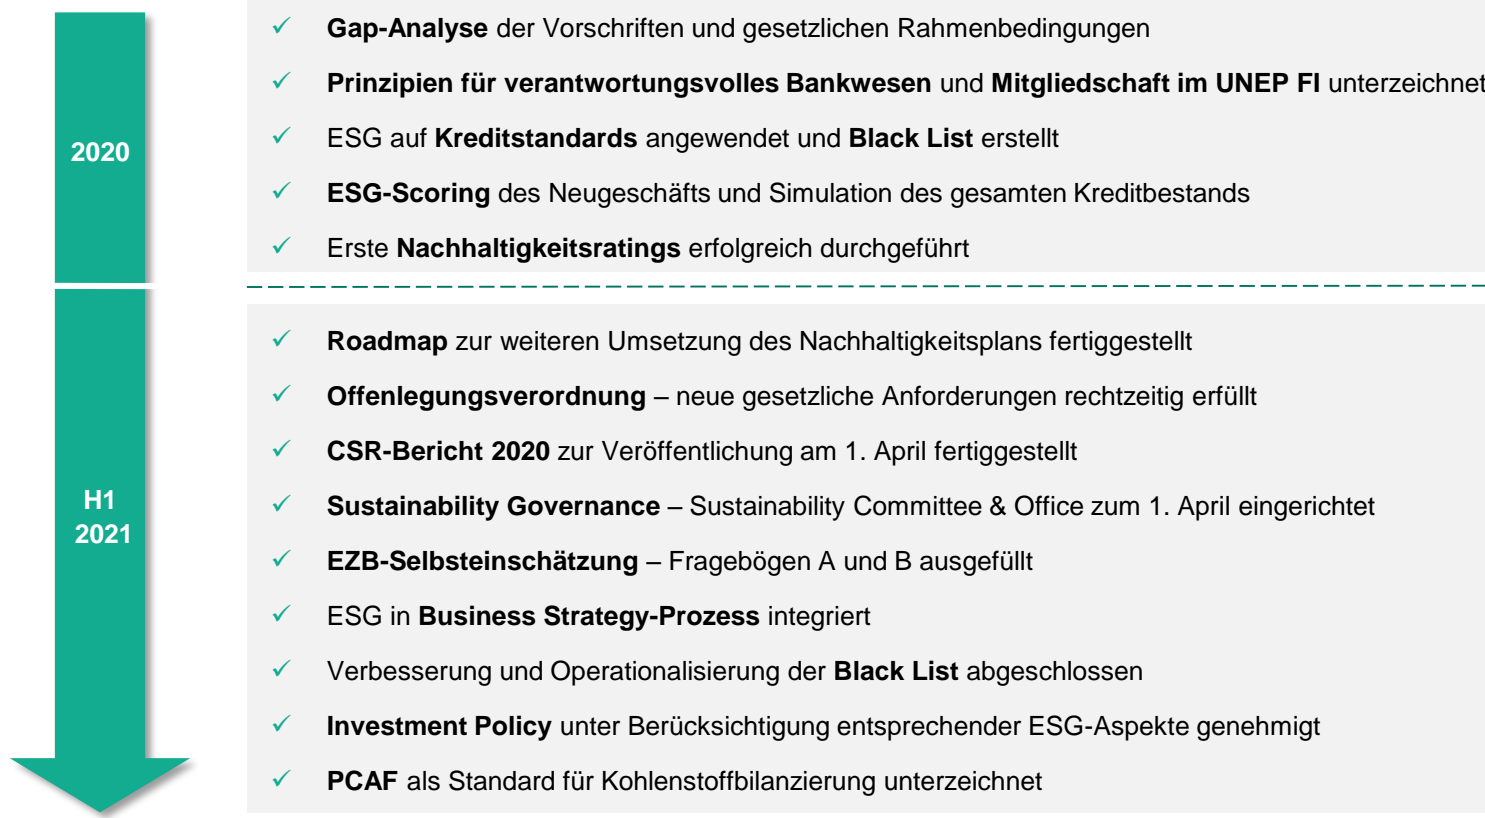 2020
✓ Gap-Analyse der Vorschriften und gesetzlichen Rahmenbedingungen
✓ Prinzipien für verantwortungsvolles Bankwesen und Mitgliedschaft im UNEP FI unterzeichnet
✓ ESG auf Kreditstandards angewendet und Black List erstellt
✓ ESG-Scoring des Neugeschäfts und Simulation des gesamten Kreditbestands
✓ Erste Nachhaltigkeitsratings erfolgreich durchgeführt
H1
2021
✓ Roadmap zur weiteren Umsetzung des Nachhaltigkeitsplans fertiggestellt
✓ Offenlegungsverordnung – neue gesetzliche Anforderungen rechtzeitig erfüllt
✓ CSR-Bericht 2020 zur Veröffentlichung am 1. April fertiggestellt
✓ Sustainability Governance – Sustainability Committee & Office zum 1. April eingerichtet
✓ EZB-Selbsteinschätzung – Fragebögen A und B ausgefüllt
✓ ESG in Business Strategy-Prozess integriert
✓ Verbesserung und Operationalisierung der Black List abgeschlossen
✓ Investment Policy unter Berücksichtigung entsprechender ESG-Aspekte genehmigt
✓ PCAF als Standard für Kohlenstoffbilanzierung unterzeichnet